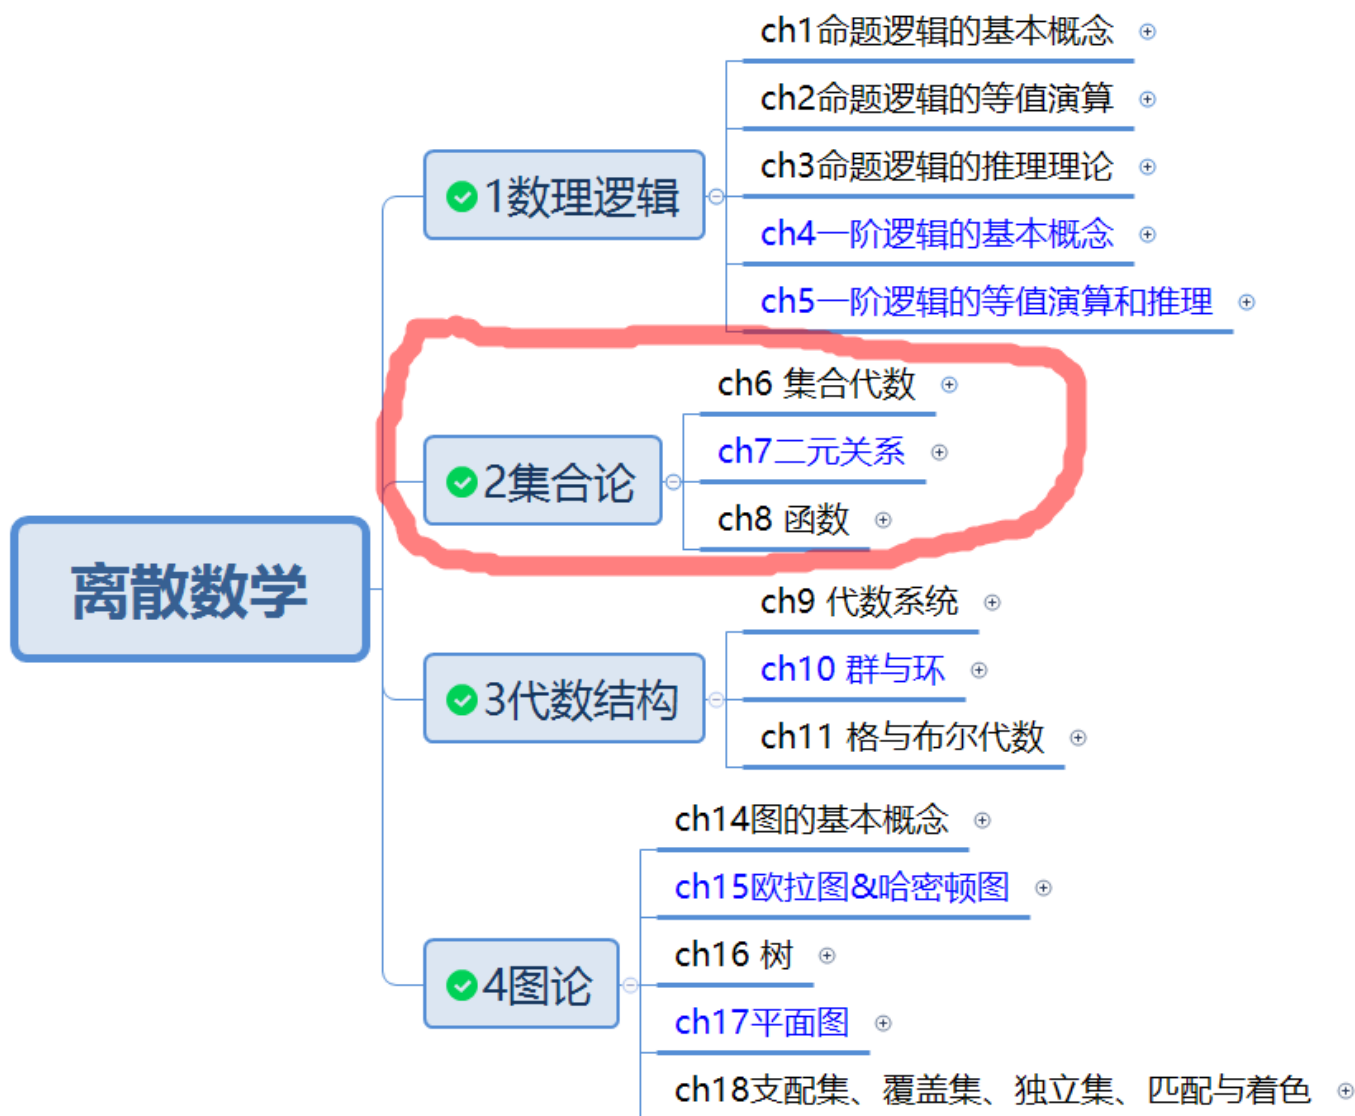 离散数学
1数理逻辑
ch1命题逻辑的基本概念
ch2命题逻辑的等值演算
ch3命题逻辑的推理理论
ch4一阶逻辑的基本概念
ch5一阶逻辑的等值演算和推理
2集合论
ch6 集合代数
ch7二元关系
ch8 函数
3代数结构
ch9 代数系统
ch10 群与环
ch11 格与布尔代数
4图论
ch14图的基本概念
ch15欧拉图&哈密顿图
ch16 树
ch17平面图
ch18支配集、覆盖集、独立集、匹配与着色